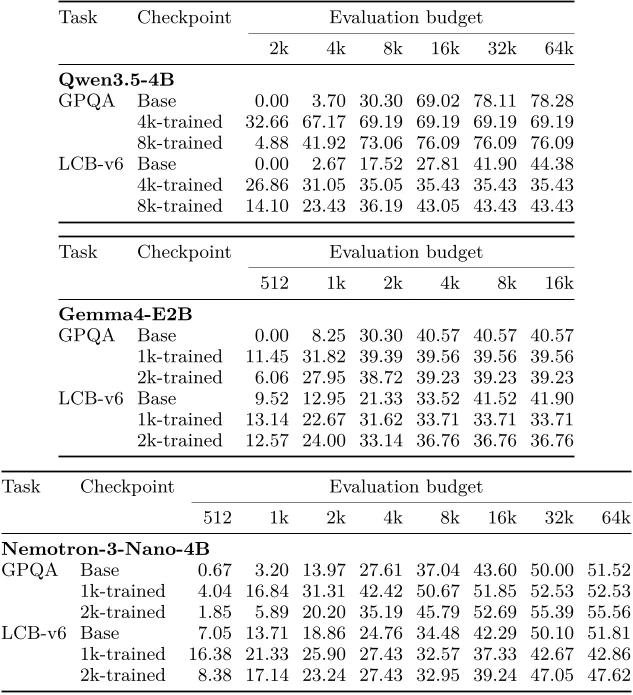 Task Checkpoint Evaluation budget
2k 4k 8k 16k 32k 64k
Qwen3.5-4B
GPQA Base 0.00 3.70 30.30 69.02 78.11 78.28
4k-trained 32.66 67.17 69.19 69.19 69.19 69.19
8k-trained 4.88 41.92 73.06 76.09 76.09 76.09
LCB-v6 Base 0.00 2.67 17.52 27.81 41.90 44.38
4k-trained 26.86 31.05 35.05 35.43 35.43 35.43
8k-trained 14.10 23.43 36.19 43.05 43.43 43.43
Task Checkpoint Evaluation budget
512 1k 2k 4k 8k 16k
Gemma4-E2B
GPQA Base 0.00 8.25 30.30 40.57 40.57 40.57
1k-trained 11.45 31.82 39.39 39.56 39.56 39.56
2k-trained 6.06 27.95 38.72 39.23 39.23 39.23
LCB-v6 Base 9.52 12.95 21.33 33.52 41.52 41.90
1k-trained 13.14 22.67 31.62 33.71 33.71 33.71
2k-trained 12.57 24.00 33.14 36.76 36.76 36.76
Task Checkpoint Evaluation budget
512 1k 2k 4k 8k 16k 32k 64k
Nemotron-3-Nano-4B
GPQA Base 0.67 3.20 13.97 27.61 37.04 43.60 50.00 51.52
1k-trained 4.04 16.84 31.31 42.42 50.67 51.85 52.53 52.53
2k-trained 1.85 5.89 20.20 35.19 45.79 52.69 55.39 55.56
LCB-v6 Base 7.05 13.71 18.86 24.76 34.48 42.29 50.10 51.81
1k-trained 16.38 21.33 25.90 27.43 32.57 37.33 42.67 42.86
2k-trained 8.38 17.14 23.24 27.43 32.95 39.24 47.05 47.62